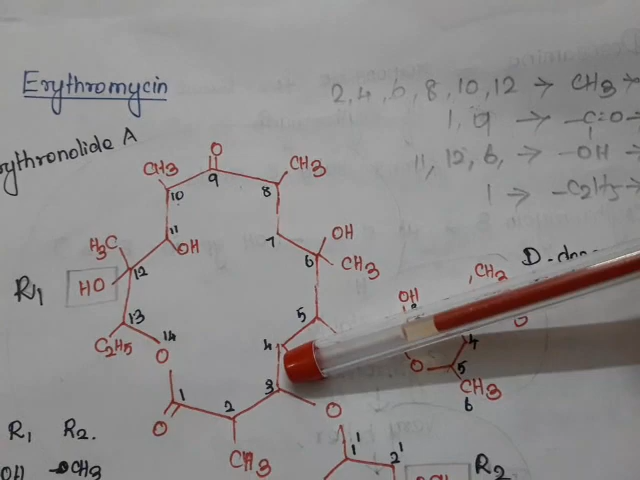 Erythromycin
2, 4, 6, 8, 10, 12 → CH3 →
1, 9 → -C=O →
11, 12, 6, → -OH →
1 → -C2H5 →
rythronolide A
O
CH3 9 CH3
10 8
11 OH 7
H3C OH
12 6 CH3
R1 HO
D-
CH3
OH
13 5
C2H5 14 O
4
O 4 5
CH3
6
3
1 2 O
O
CH3
1' 2'
R1 R2.
OH → CH3
R2